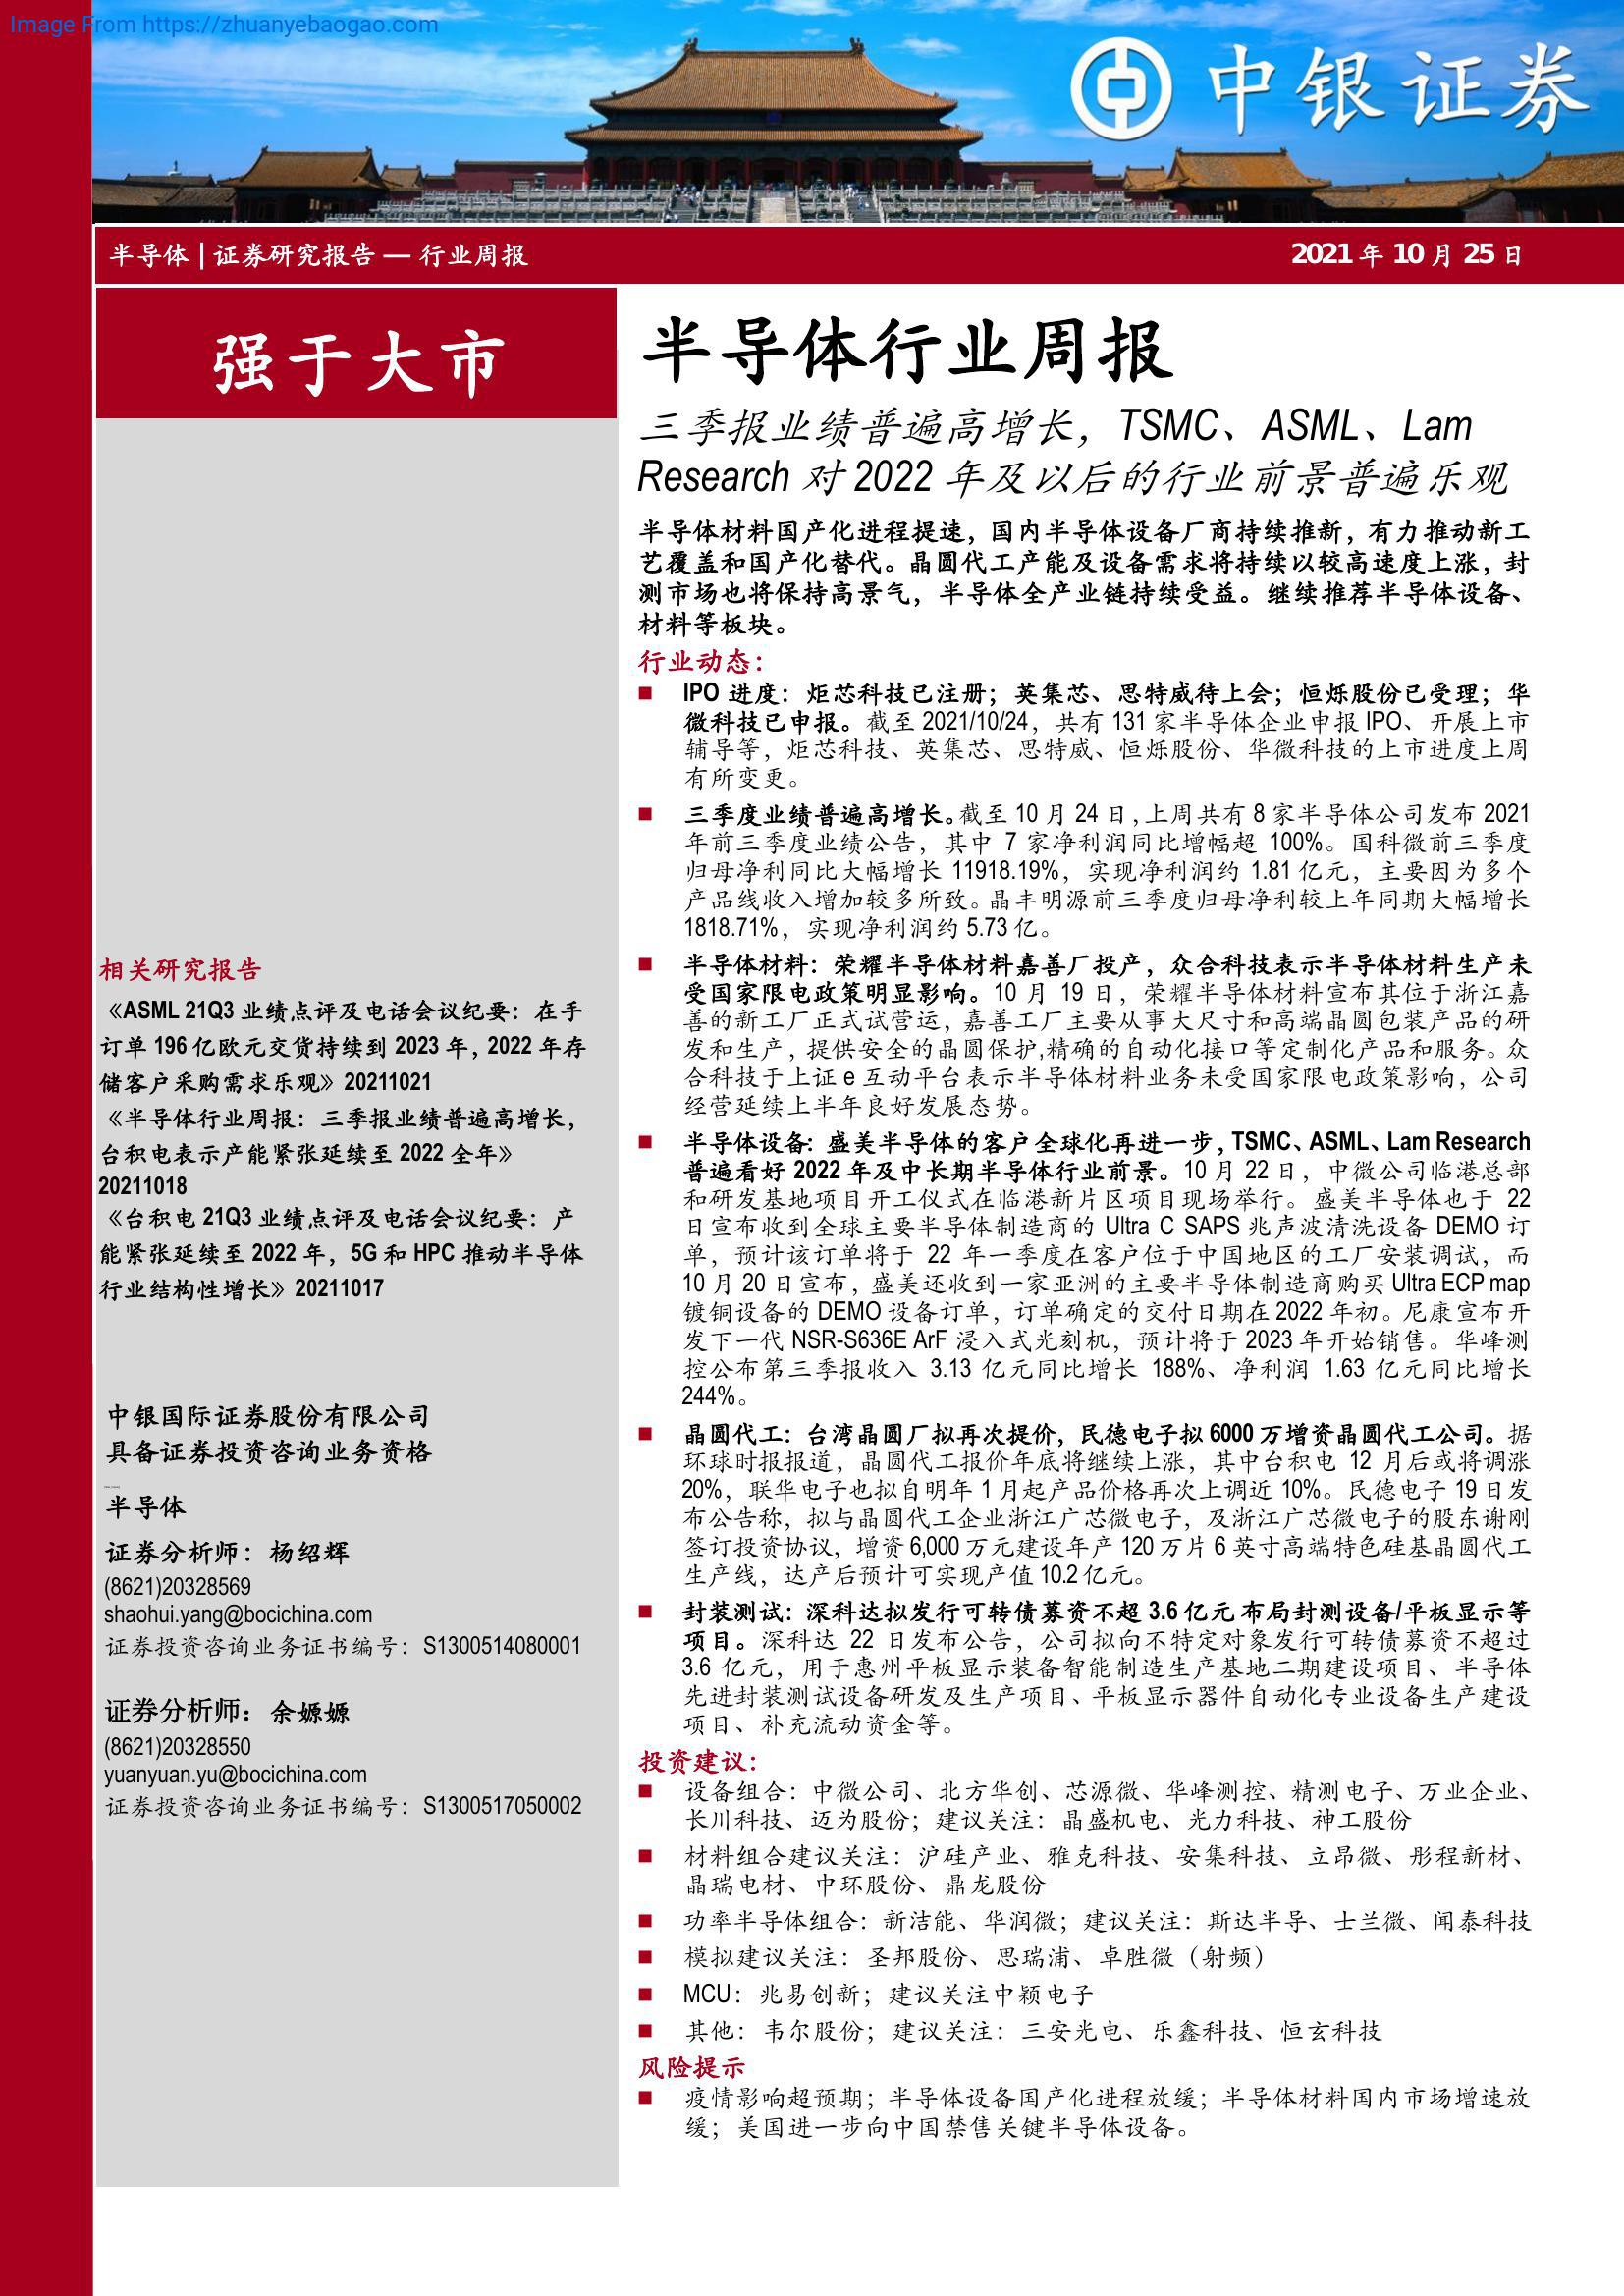 Image From https://zhuanyebaogao.com
中银证券
半导体 | 证券研究报告 — 行业周报
2021 年 10 月 25 日
强于大市
相关研究报告
《ASML 21Q3 业绩点评及电话会议纪要：在手
订单 196 亿欧元交货持续到 2023 年，2022 年存
储客户采购需求乐观》20211021
《半导体行业周报：三季报业绩普遍高增长，
台积电表示产能紧张延续至 2022 全年》
20211018
《台积电 21Q3 业绩点评及电话会议纪要：产
能紧张延续至 2022 年，5G 和 HPC 推动半导体
行业结构性增长》20211017
中银国际证券股份有限公司
具备证券投资咨询业务资格
半导体
证券分析师：杨绍辉
(8621)20328569
shaohui.yang@bocichina.com
证券投资咨询业务证书编号：S1300514080001
证券分析师：余嫄嫄
(8621)20328550
yuanyuan.yu@bocichina.com
证券投资咨询业务证书编号：S1300517050002
半导体行业周报
三季报业绩普遍高增长，TSMC、ASML、Lam
Research 对 2022 年及以后的行业前景普遍乐观
半导体材料国产化进程提速，国内半导体设备厂商持续推新，有力推动新工
艺覆盖和国产化替代。晶圆代工产能及设备需求将持续以较高速度上涨，封
测市场也将保持高景气，半导体全产业链持续受益。继续推荐半导体设备、
材料等板块。
行业动态：
■ IPO 进度：炬芯科技已注册；英集芯、思特威待上会；恒烁股份已受理；华
微科技已申报。截至 2021/10/24，共有 131 家半导体企业申报 IPO、开展上市
辅导等，炬芯科技、英集芯、思特威、恒烁股份、华微科技的上市进度上周
有所变更。
■ 三季度业绩普遍高增长。截至 10 月 24 日，上周共有 8 家半导体公司发布 2021
年前三季度业绩公告，其中 7 家净利润同比增幅超 100%。国科微前三季度
归母净利同比大幅增长 11918.19%，实现净利润约 1.81 亿元，主要因为多个
产品线收入增加较多所致。晶丰明源前三季度归母净利较上年同期大幅增长
1818.71%，实现净利润约 5.73 亿。
■ 半导体材料：荣耀半导体材料嘉善厂投产，众合科技表示半导体材料生产未
受国家限电政策明显影响。10 月 19 日，荣耀半导体材料宣布其位于浙江嘉
善的新工厂正式试营运，嘉善工厂主要从事大尺寸和高端晶圆包装产品的研
发和生产，提供安全的晶圆保护,精确的自动化接口等定制化产品和服务。众
合科技于上证 e 互动平台表示半导体材料业务未受国家限电政策影响，公司
经营延续上半年良好发展态势。
■ 半导体设备：盛美半导体的客户全球化再进一步，TSMC、ASML、Lam Research
普遍看好 2022 年及中长期半导体行业前景。10 月 22 日，中微公司临港总部
和研发基地项目开工仪式在临港新片区项目现场举行。盛美半导体也于 22
日宣布收到全球主要半导体制造商的 Ultra C SAPS 兆声波清洗设备 DEMO 订
单，预计该订单将于 22 年一季度在客户位于中国地区的工厂安装调试，而
10 月 20 日宣布，盛美还收到一家亚洲的主要半导体制造商购买 Ultra ECP map
镀铜设备的 DEMO 设备订单，订单确定的交付日期在 2022 年初。尼康宣布开
发下一代 NSR-S636E ArF 浸入式光刻机，预计将于 2023 年开始销售。华峰测
控公布第三季报收入 3.13 亿元同比增长 188%、净利润 1.63 亿元同比增长
244%。
■ 晶圆代工：台湾晶圆厂拟再次提价，民德电子拟 6000 万增资晶圆代工公司。据
环球时报报道，晶圆代工报价年底将继续上涨，其中台积电 12 月后或将调涨
20%，联华电子也拟自明年 1 月起产品价格再次上调近 10%。民德电子 19 日发
布公告称，拟与晶圆代工企业浙江广芯微电子，及浙江广芯微电子的股东谢刚
签订投资协议，增资 6,000 万元建设年产 120 万片 6 英寸高端特色硅基晶圆代工
生产线，达产后预计可实现产值 10.2 亿元。
■ 封装测试：深科达拟发行可转债募资不超 3.6 亿元 布局封测设备/平板显示等
项目。深科达 22 日发布公告，公司拟向不特定对象发行可转债募资不超过
3.6 亿元，用于惠州平板显示装备智能制造生产基地二期建设项目、半导体
先进封装测试设备研发及生产项目、平板显示器件自动化专业设备生产建设
项目、补充流动资金等。
投资建议：
■ 设备组合：中微公司、北方华创、芯源微、华峰测控、精测电子、万业企业、
长川科技、迈为股份；建议关注：晶盛机电、光力科技、神工股份
■ 材料组合建议关注：沪硅产业、雅克科技、安集科技、立昂微、彤程新材、
晶瑞电材、中环股份、鼎龙股份
■ 功率半导体组合：新洁能、华润微；建议关注：斯达半导、士兰微、闻泰科技
■ 模拟建议关注：圣邦股份、思瑞浦、卓胜微（射频）
■ MCU：兆易创新；建议关注中颖电子
■ 其他：韦尔股份；建议关注：三安光电、乐鑫科技、恒玄科技
风险提示
■ 疫情影响超预期；半导体设备国产化进程放缓；半导体材料国内市场增速放
缓；美国进一步向中国禁售关键半导体设备。